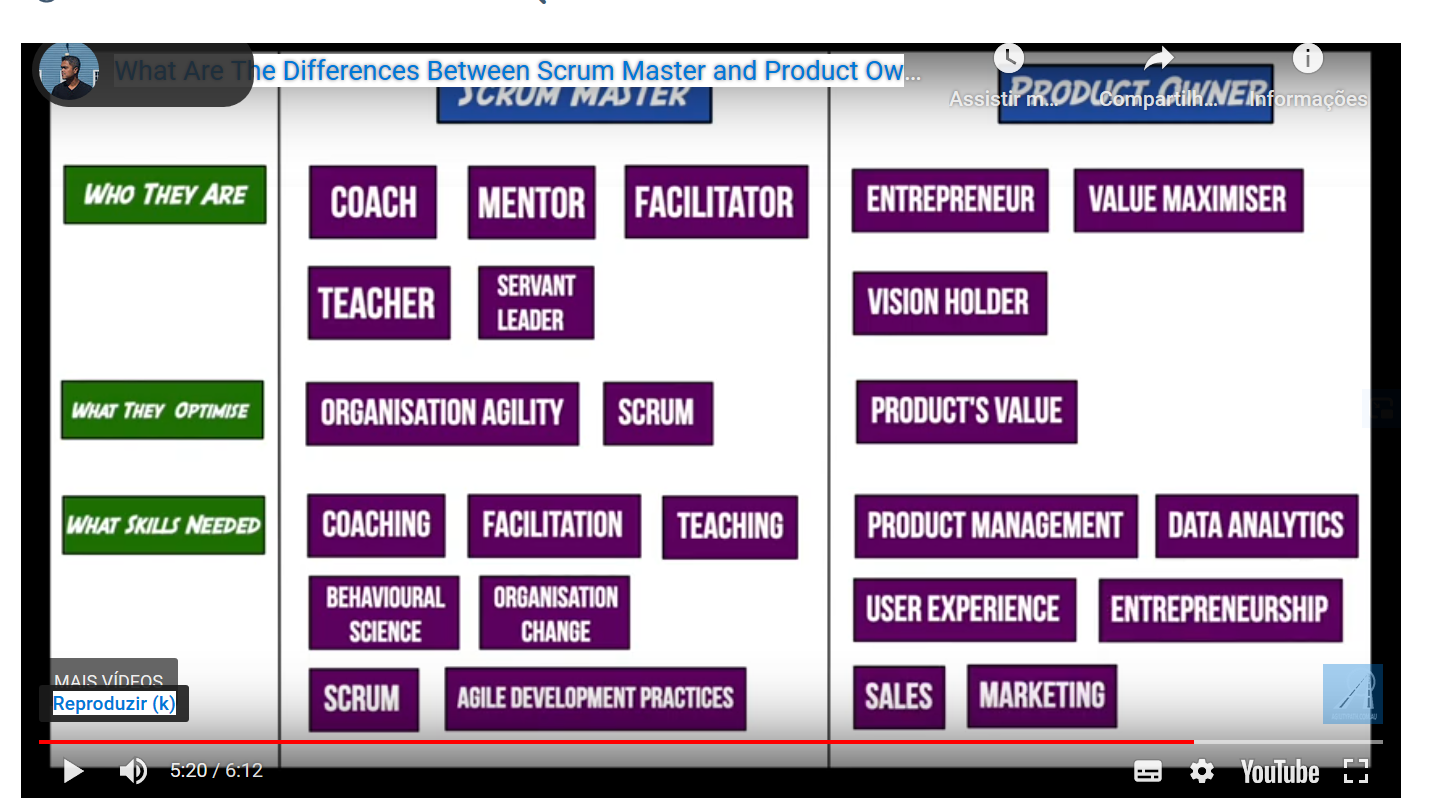 What Are The Differences Between Scrum Master and Product Ow...
Assistir m... Compartilh... Informações
SCRUM MASTER
PRODUCT OWNER
WHO THEY ARE
COACH MENTOR FACILITATOR
ENTREPRENEUR VALUE MAXIMISER
TEACHER
SERVANT
LEADER
VISION HOLDER
WHAT THEY OPTIMISE
ORGANISATION AGILITY SCRUM
PRODUCT'S VALUE
WHAT SKILLS NEEDED
COACHING FACILITATION TEACHING
PRODUCT MANAGEMENT DATA ANALYTICS
BEHAVIOURAL
SCIENCE
ORGANISATION
CHANGE
USER EXPERIENCE ENTREPRENEURSHIP
SCRUM AGILE DEVELOPMENT PRACTICES
SALES MARKETING
MAIS VÍDEOS
Reproduzir (k)
5:20 / 6:12
YouTube